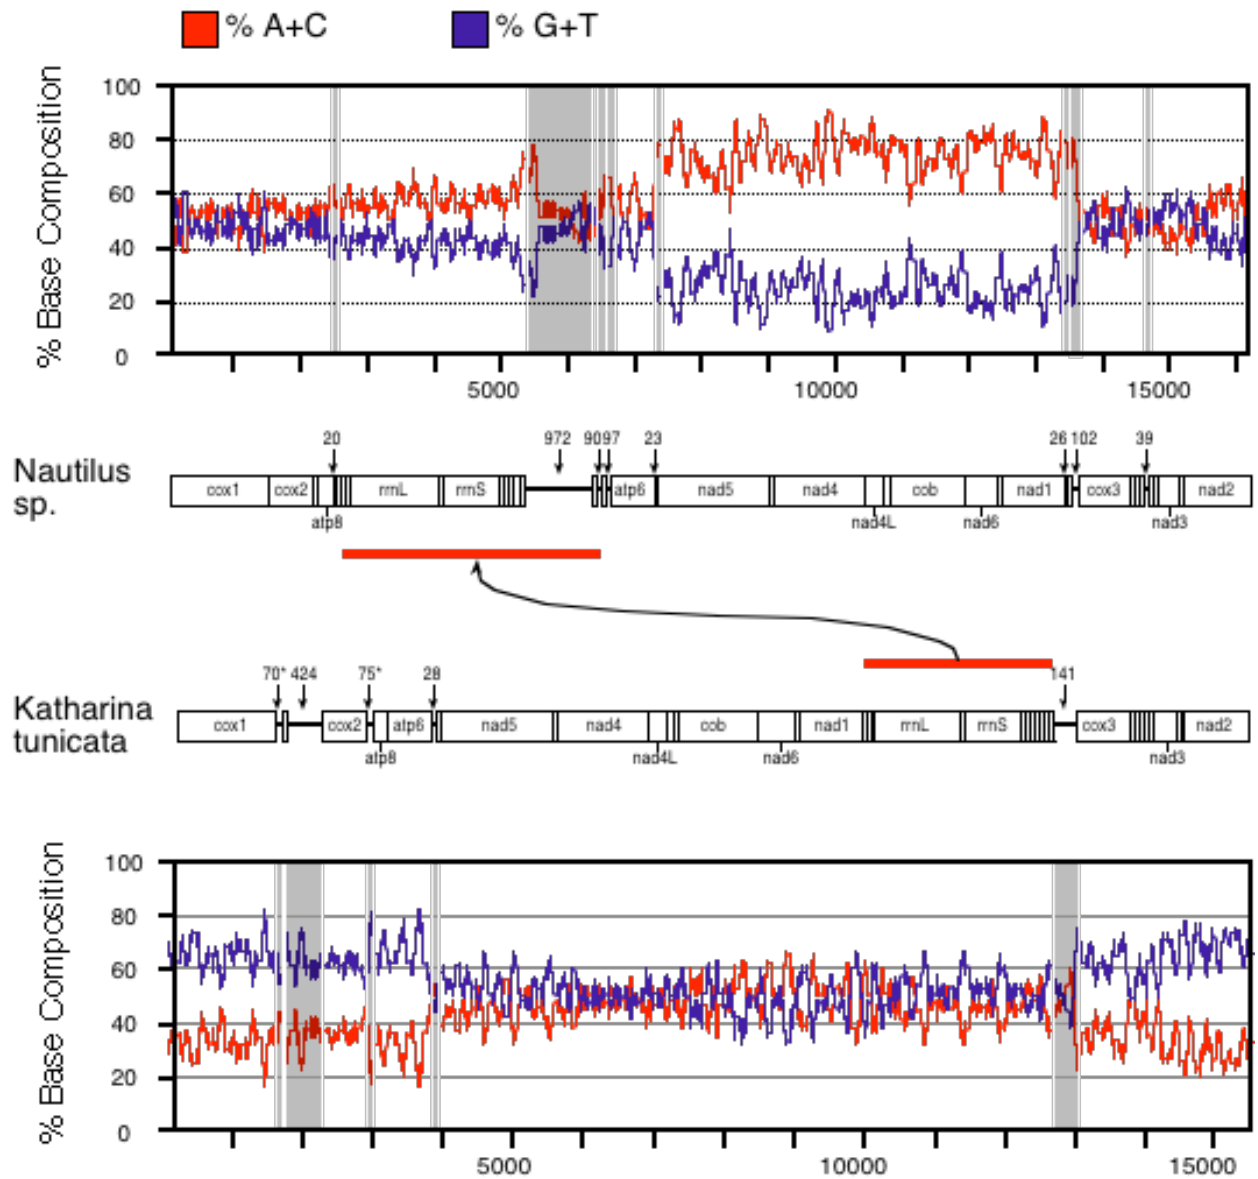 % A+C % G+T
% Base Composition
100
80
60
40
20
0
5000 10000 15000
20 972 90 97 23 26 102 39
Nautilus
sp.
cox1 cox2 rrnL rrnS atp6 nad5 nad4 cob nad1 cox3 nad2
atp8 nad4L nad6 nad3
70* 424 75* 28 141
Katharina
tunicata
cox1 cox2 atp6 nad5 nad4 cob nad1 rrnL rrnS cox3 nad2
atp8 nad4L nad6 nad3
% Base Composition
100
80
60
40
20
0
5000 10000 15000